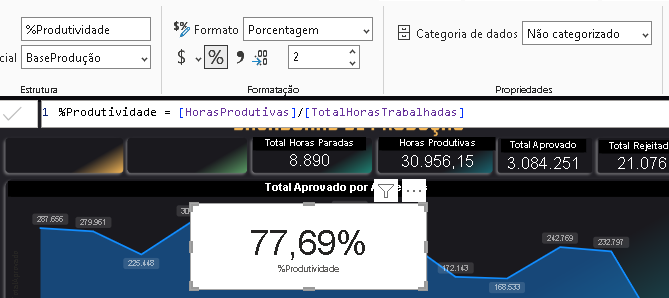 %Produtividade
$% Formato Porcentagem
Categoria de dados Não categorizado
cial BaseProdução
$ % 2
Estrutura
Formatação
Propriedades
1 %Produtividade = [HorasProdutivas]/[TotalHorasTrabalhadas]
Total Horas Paradas
8.890
Horas Produtivas
30.956,15
Total Aprovado
3.084.251
Total Rejeitad
21.076
Total Aprovado por A
287.656
279.961
225.448
30
77,69%
%Produtividade
172.143
168.533
242.769
232.797